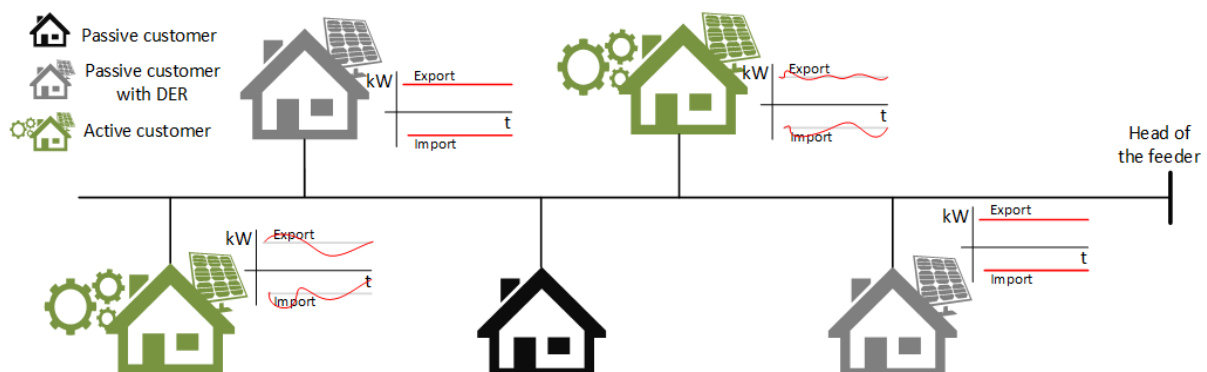 Passive customer
Passive customer
with DER
Active customer
kW
Export
t
Import
kW
Export
t
Import
Head of
the feeder
kW
Export
t
Import
kW
Export
t
Import